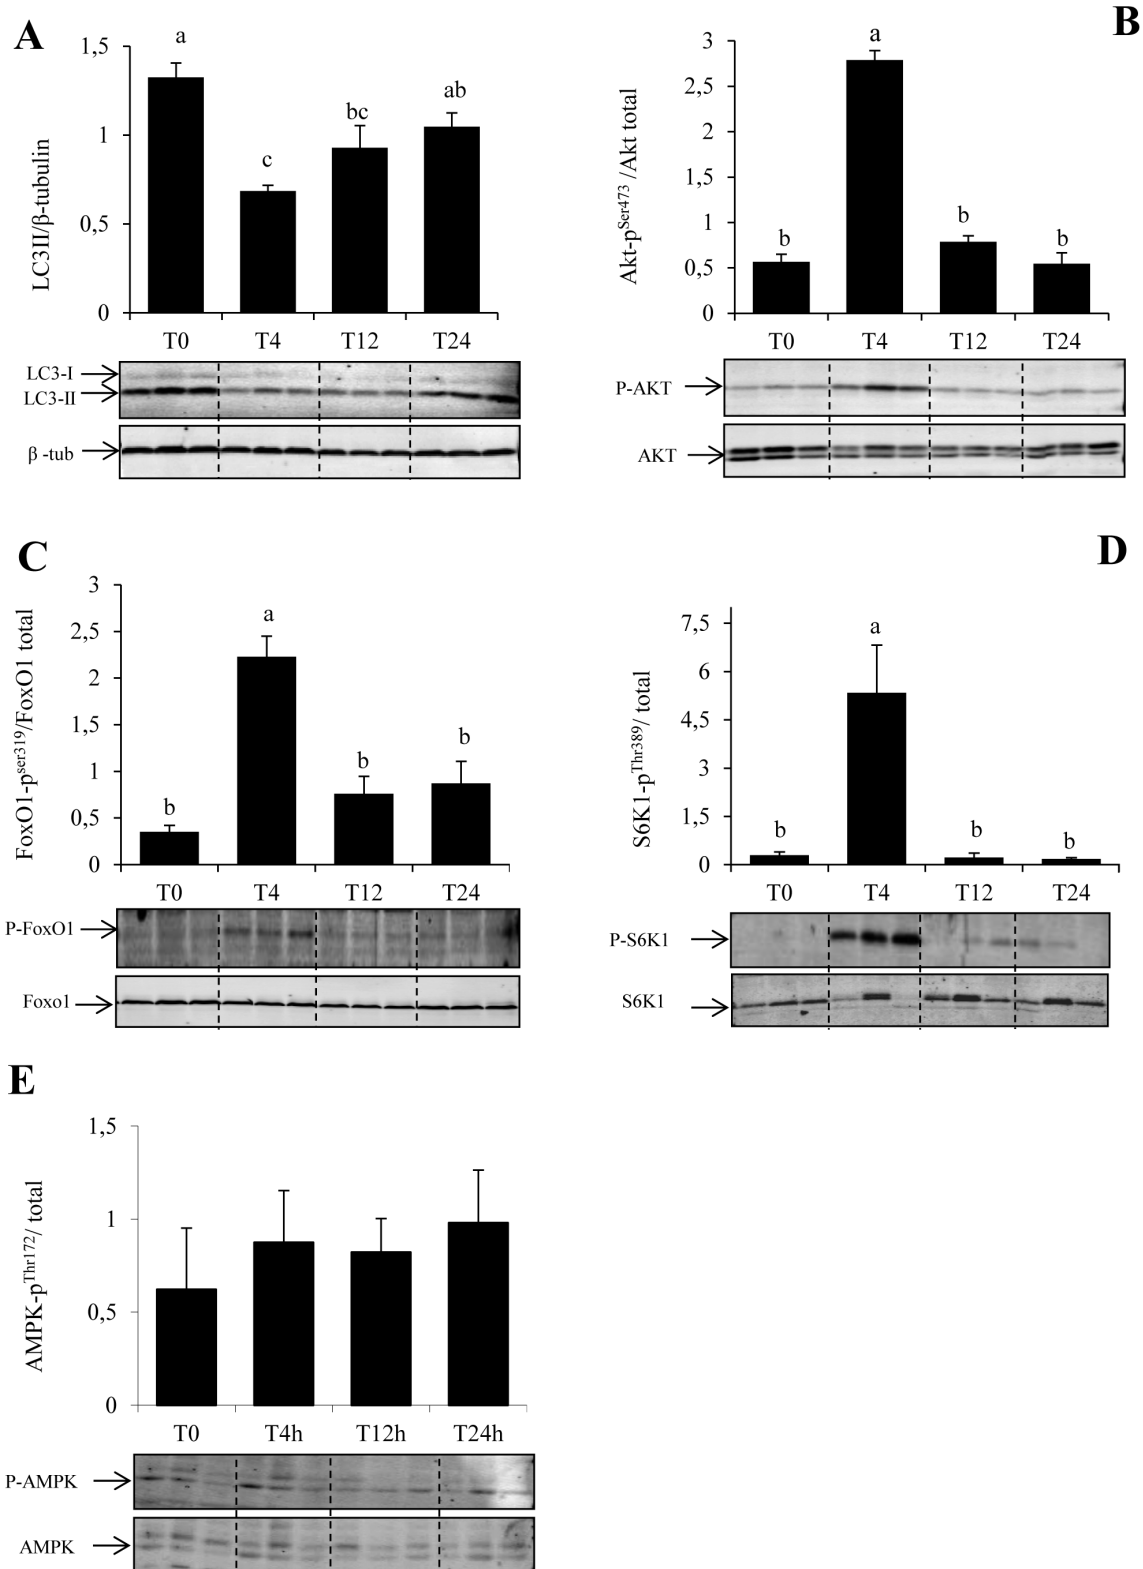 A
B
a
1,5
1
0,5
0
c
bc
ab
LC3II/β-tubulin
T0 T4 T12 T24
LC3-I
LC3-II
β -tub
3
2,5
2
1,5
1
0,5
0
b
a
b
b
Akt-pSer473 /Akt total
T0 T4 T12 T24
P-AKT
AKT
C
D
3
2,5
2
1,5
1
0,5
0
b
a
b
b
FoxO1-pser319/FoxO1 total
T0 T4 T12 T24
P-FoxO1
Foxo1
7,5
6
4,5
3
1,5
0
b
a
b
b
S6K1-pThr389/ total
T0 T4 T12 T24
P-S6K1
S6K1
E
1,5
1
0,5
0
AMPK-pThr172/ total
T0 T4h T12h T24h
P-AMPK
AMPK